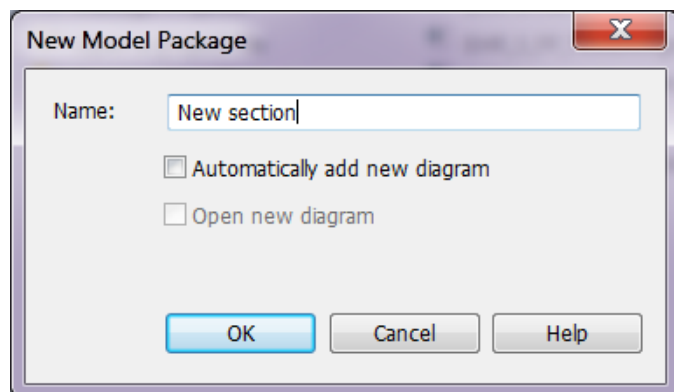 New Model Package
Name: New section
Automatically add new diagram
Open new diagram
OK Cancel Help